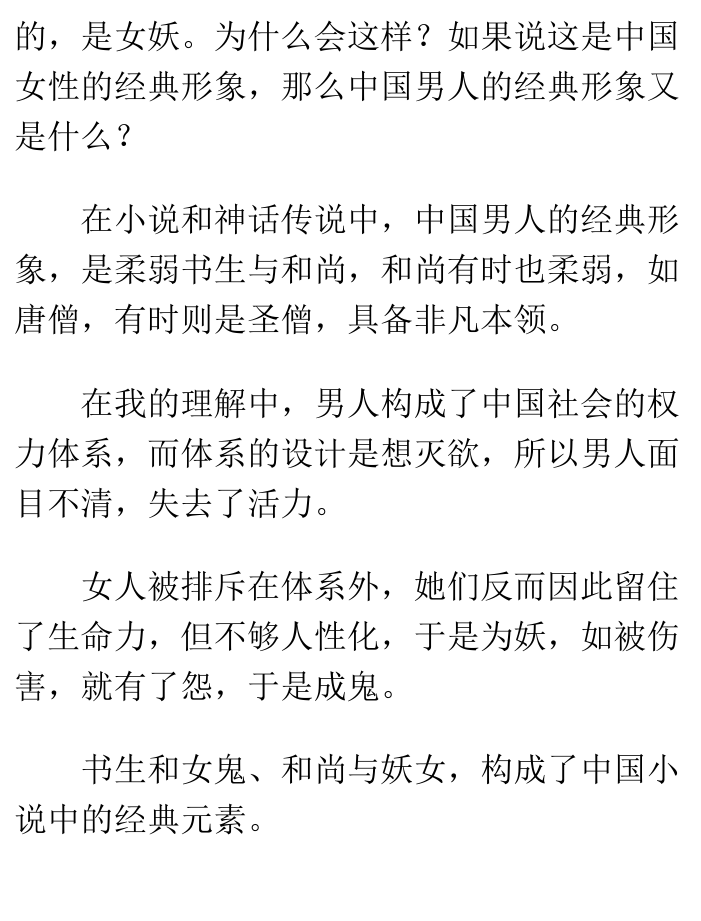 的，是女妖。为什么会这样？如果说这是中国
女性的经典形象，那么中国男人的经典形象又
是什么？
在小说和神话传说中，中国男人的经典形
象，是柔弱书生与和尚，和尚有时也柔弱，如
唐僧，有时则是圣僧，具备非凡本领。
在我的理解中，男人构成了中国社会的权
力体系，而体系的设计是想灭欲，所以男人面
目不清，失去了活力。
女人被排斥在体系外，她们反而因此留住
了生命力，但不够人性化，于是为妖，如被伤
害，就有了怨，于是成鬼。
书生和女鬼、和尚与妖女，构成了中国小
说中的经典元素。